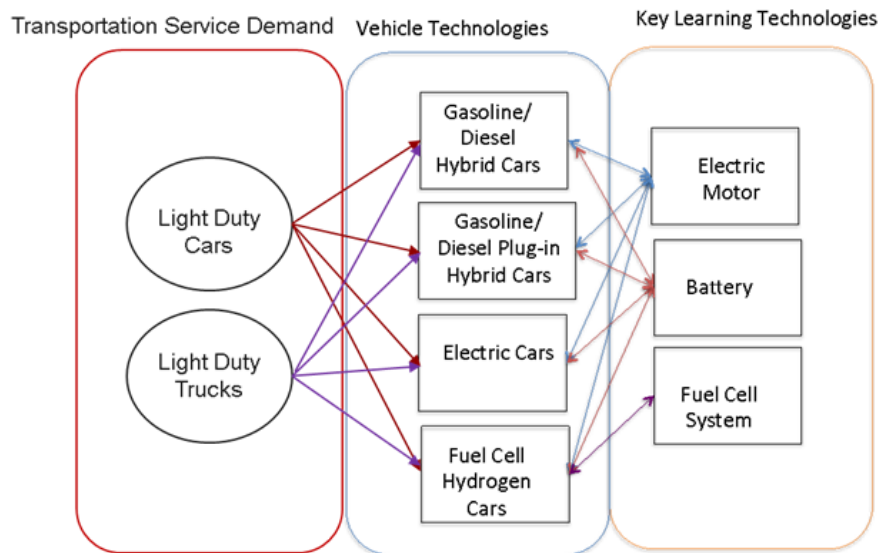 Transportation Service Demand
Vehicle Technologies
Key Learning Technologies
Light Duty
Cars
Light Duty
Trucks
Gasoline/
Diesel
Hybrid Cars
Gasoline/
Diesel Plug-in
Hybrid Cars
Electric Cars
Fuel Cell
Hydrogen
Cars
Electric
Motor
Battery
Fuel Cell
System